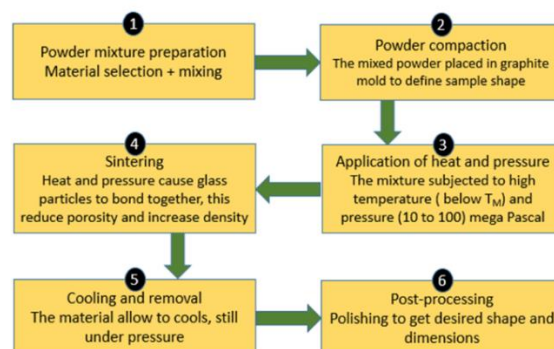 1
Powder mixture preparation
Material selection + mixing
2
Powder compaction
The mixed powder placed in graphite
mold to define sample shape
3
Application of heat and pressure
The mixture subjected to high
temperature ( below TM) and
pressure (10 to 100) mega Pascal
4
Sintering
Heat and pressure cause glass
particles to bond together, this
reduce porosity and increase density
5
Cooling and removal
The material allow to cools, still
under pressure
6
Post-processing
Polishing to get desired shape and
dimensions